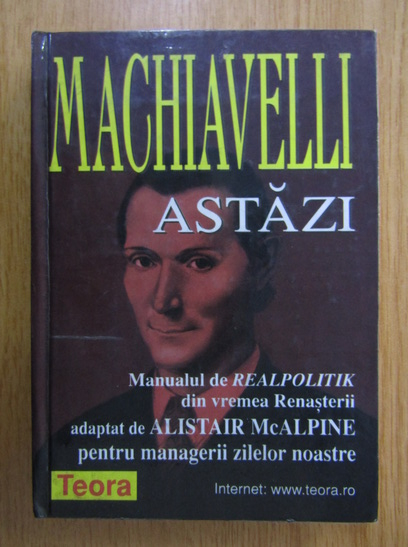 MACHIAVELLI
ASTĂZI
Manualul de REALPOLITIK
din vremea Renașterii
adaptat de ALISTAIR McALPINE
pentru managerii zilelor noastre
Teora
Internet: www.teora.ro